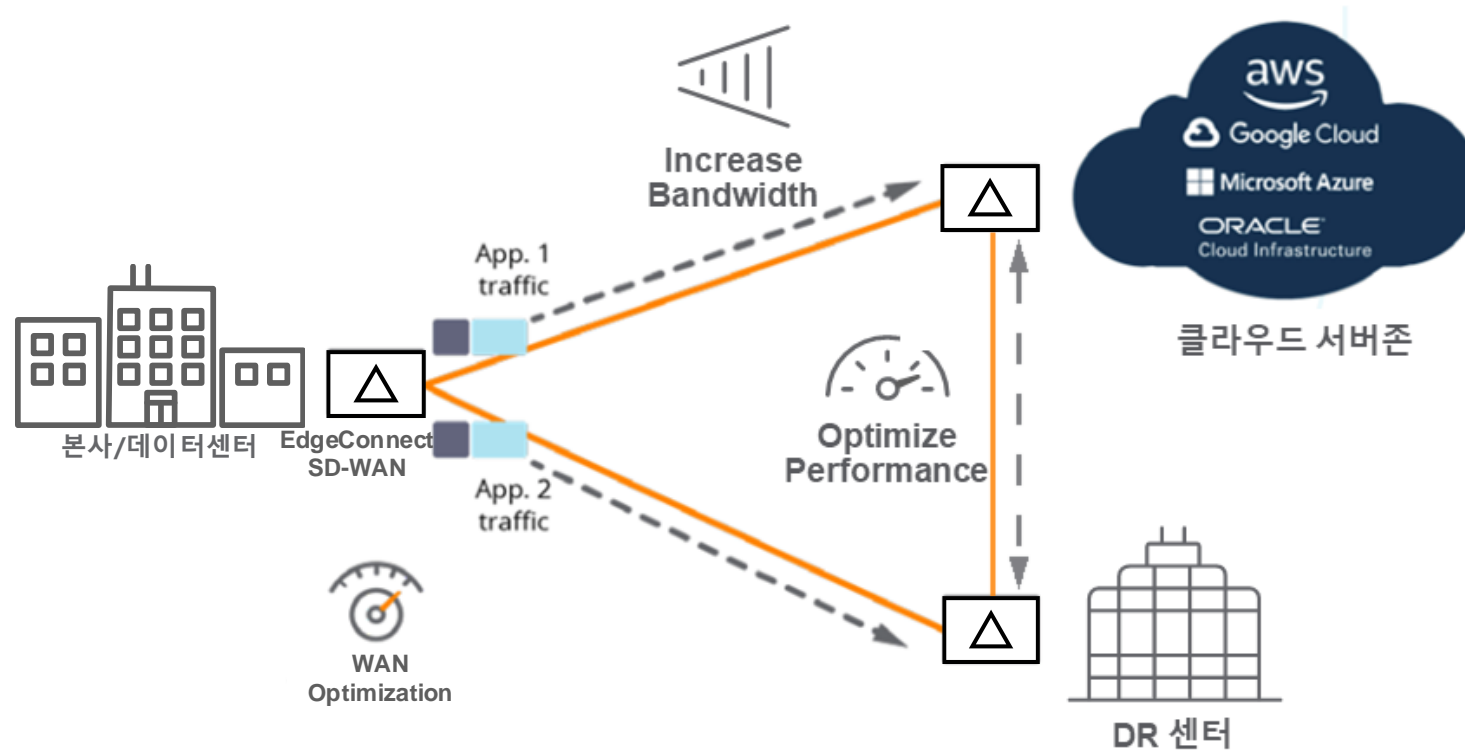 aws
Google Cloud
Microsoft Azure
ORACLE
Cloud Infrastructure
클라우드 서버존
Increase
Bandwidth
App. 1
traffic
본사/데이터센터
EdgeConnect
SD-WAN
App. 2
traffic
Optimize
Performance
WAN
Optimization
DR 센터